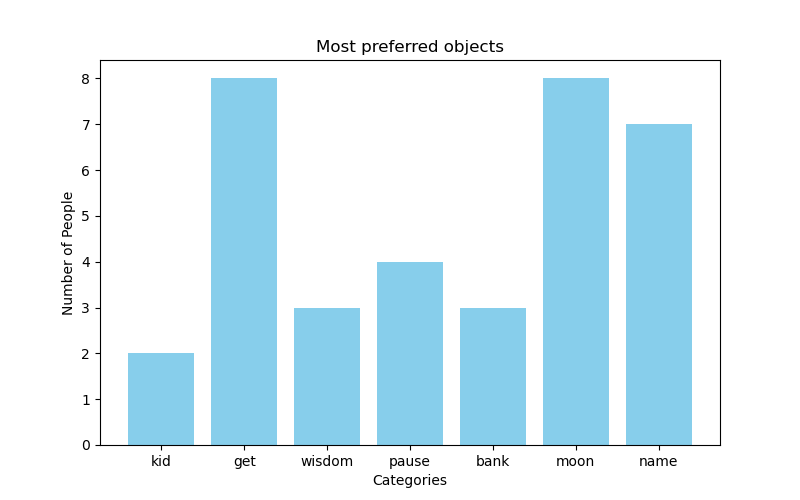 Most preferred objects
Number of People
8
7
6
5
4
3
2
1
0
kid get wisdom pause bank moon name
Categories